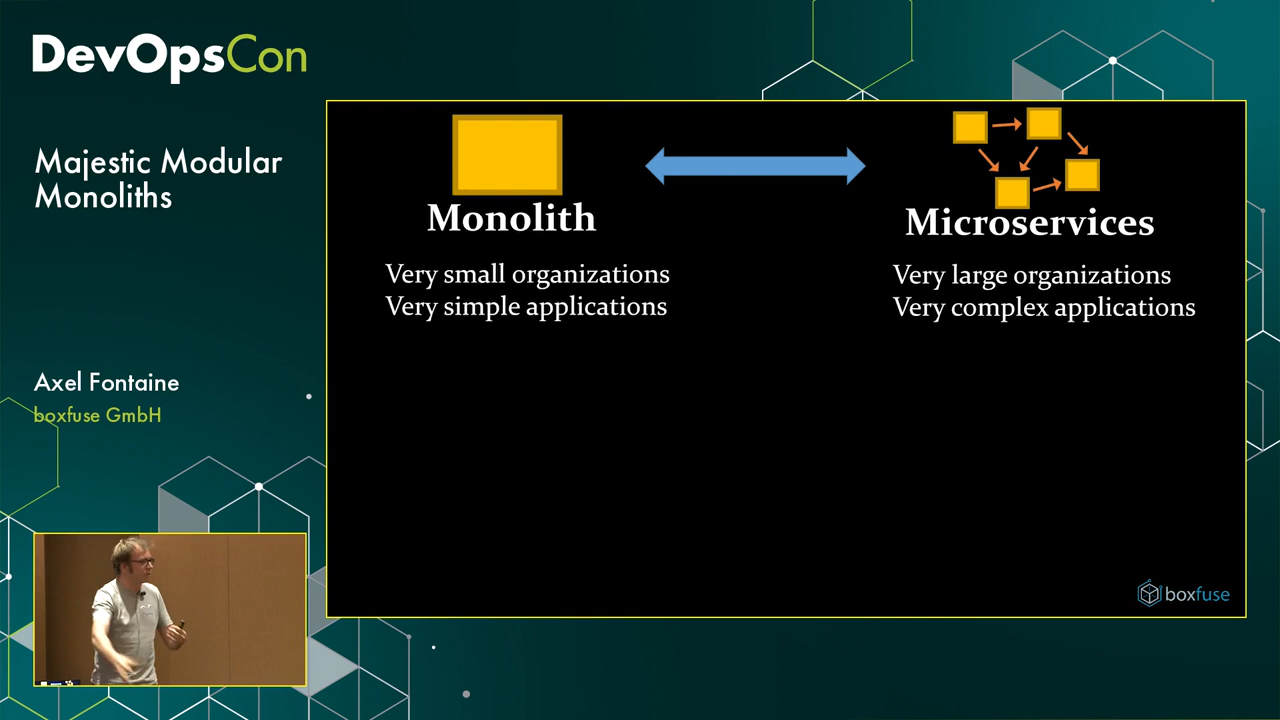 DevOpsCon
Majestic Modular
Monoliths
Axel Fontaine
boxfuse GmbH
Monolith
Very small organizations
Very simple applications
Microservices
Very large organizations
Very complex applications
boxfuse